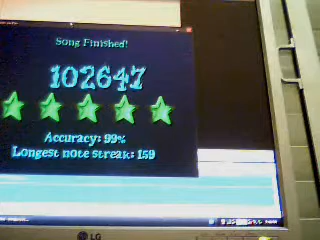 Song Finished!
102647
Accuracy: 99%
Longest note streak: 159
LG